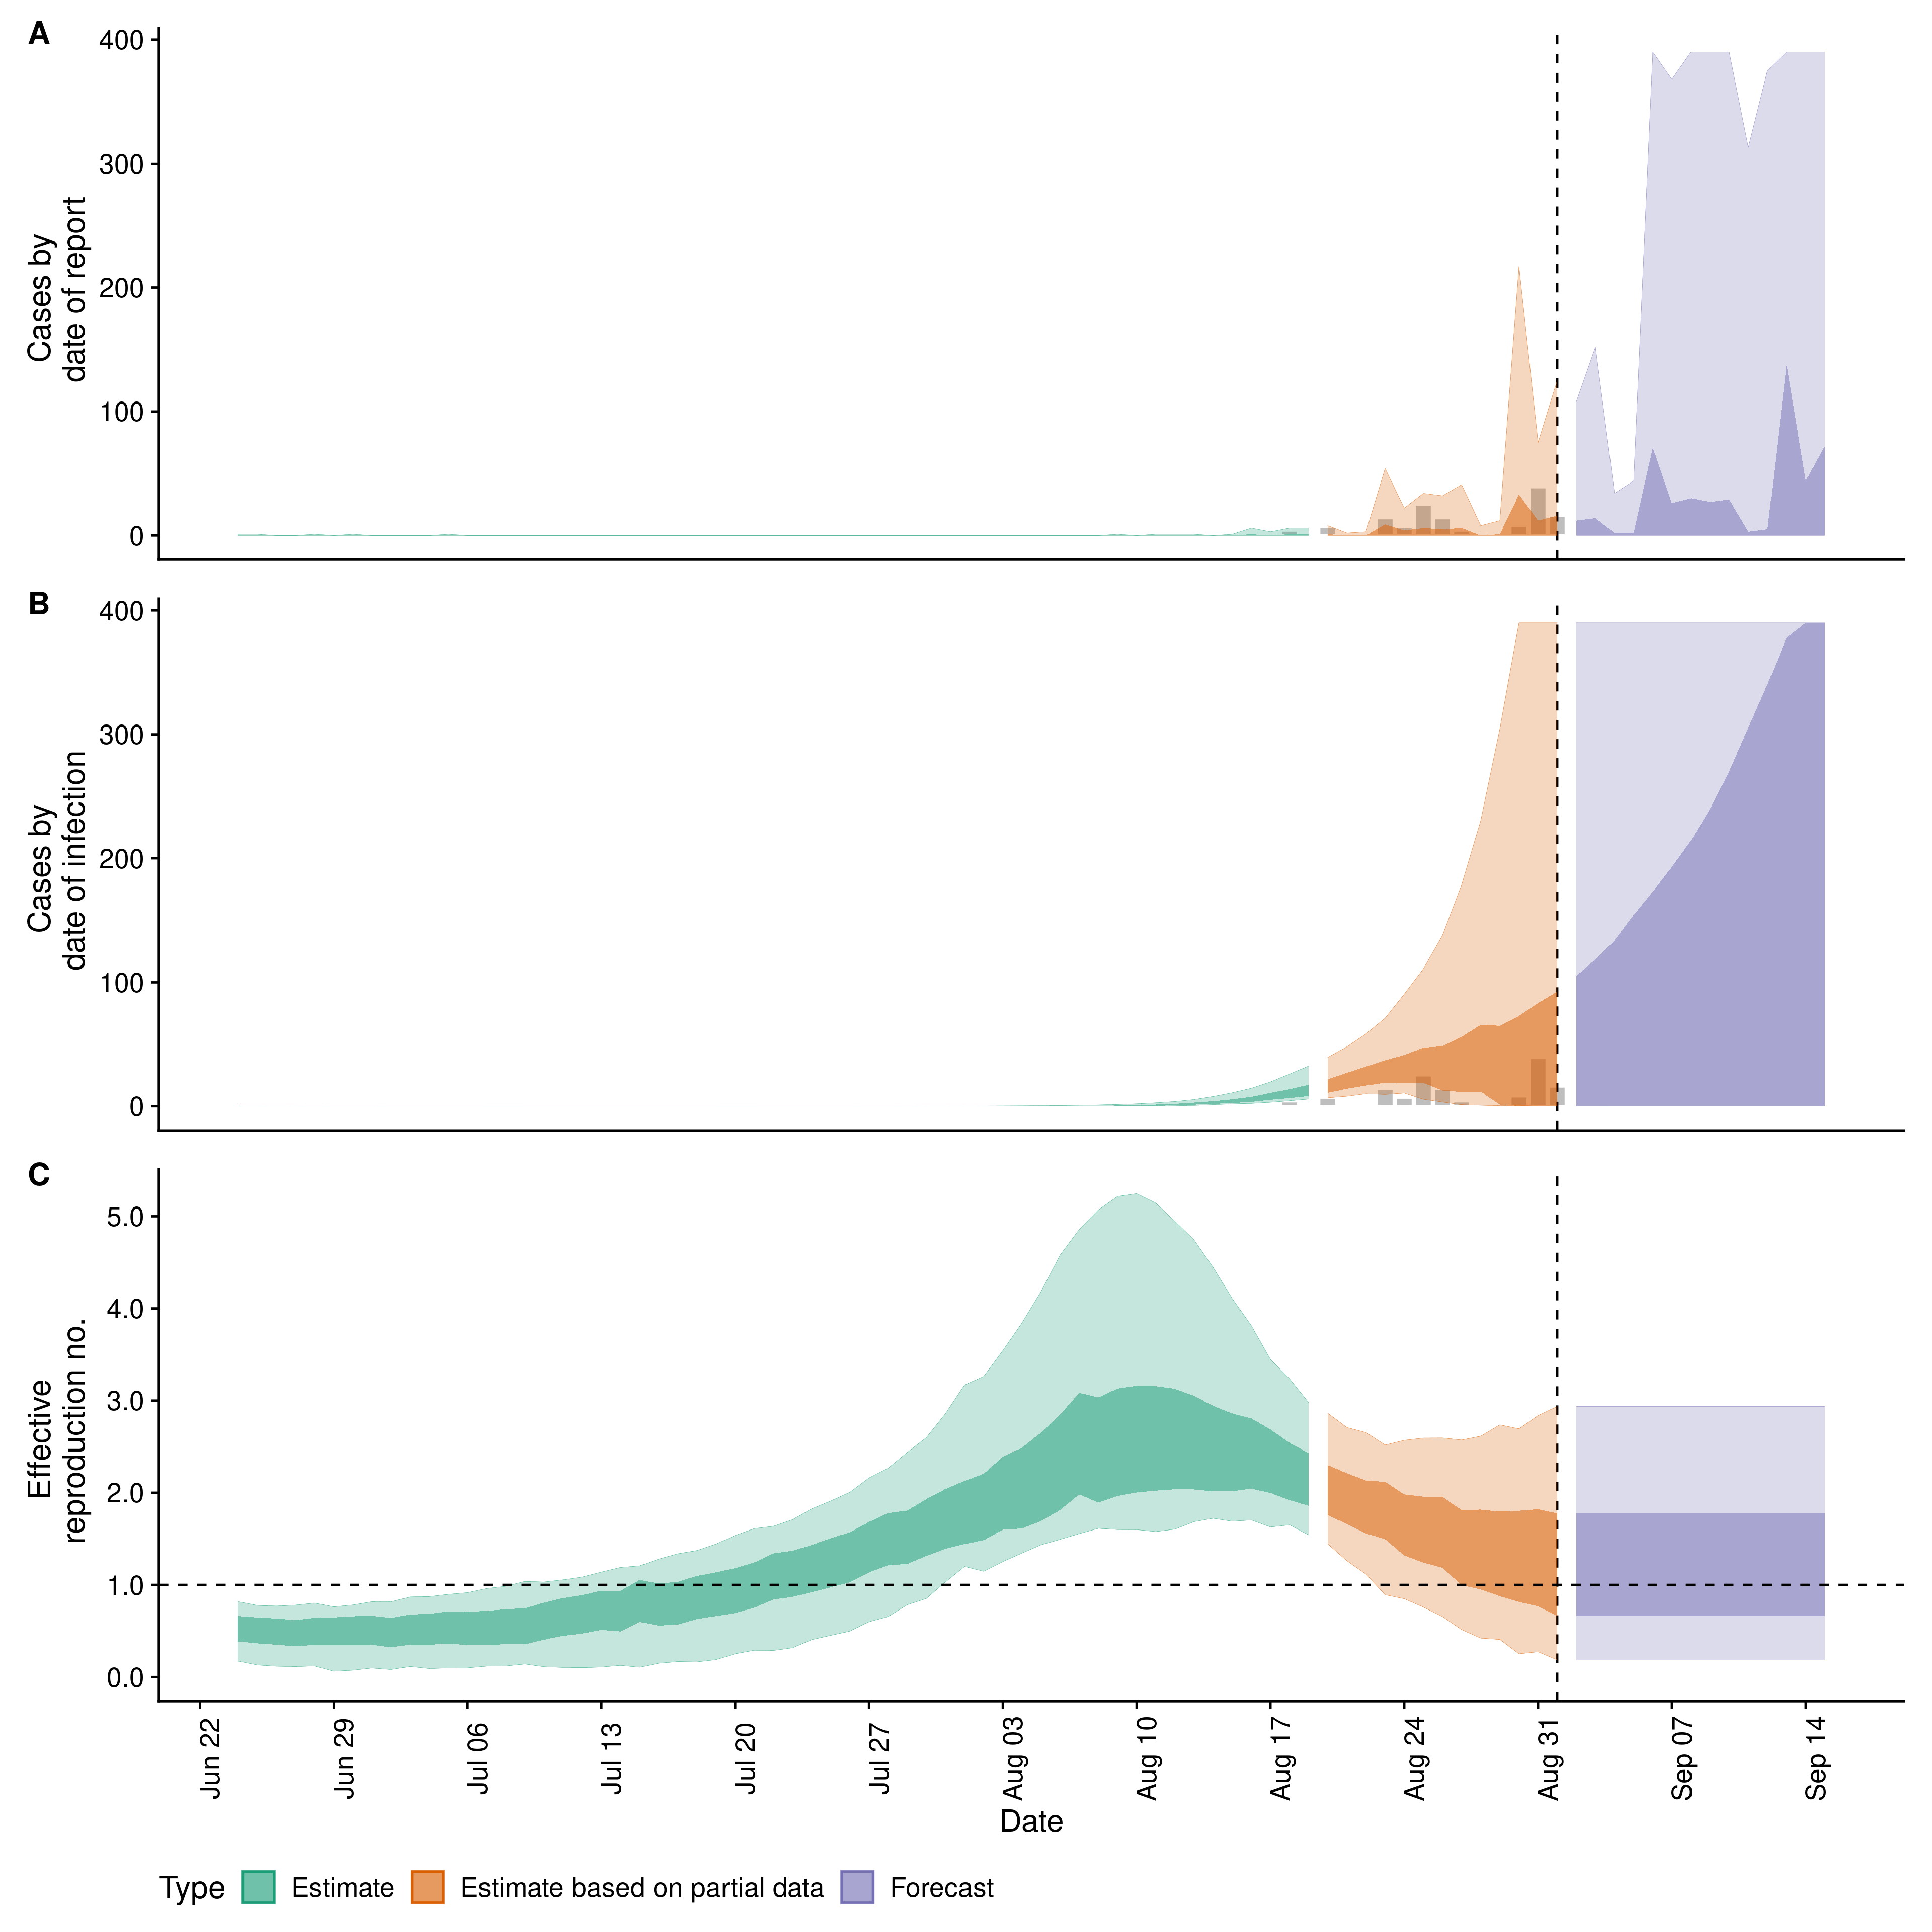 A
400
300
200
100
0
Cases by
date of report
B
400
300
200
100
0
Cases by
date of infection
C
5.0
4.0
3.0
2.0
1.0
0.0
Effective
reproduction no.
Jun 22
Jun 29
Jul 06
Jul 13
Jul 20
Jul 27
Aug 03
Aug 10
Aug 17
Aug 24
Aug 31
Sep 07
Sep 14
Date
Type Estimate Estimate based on partial data Forecast